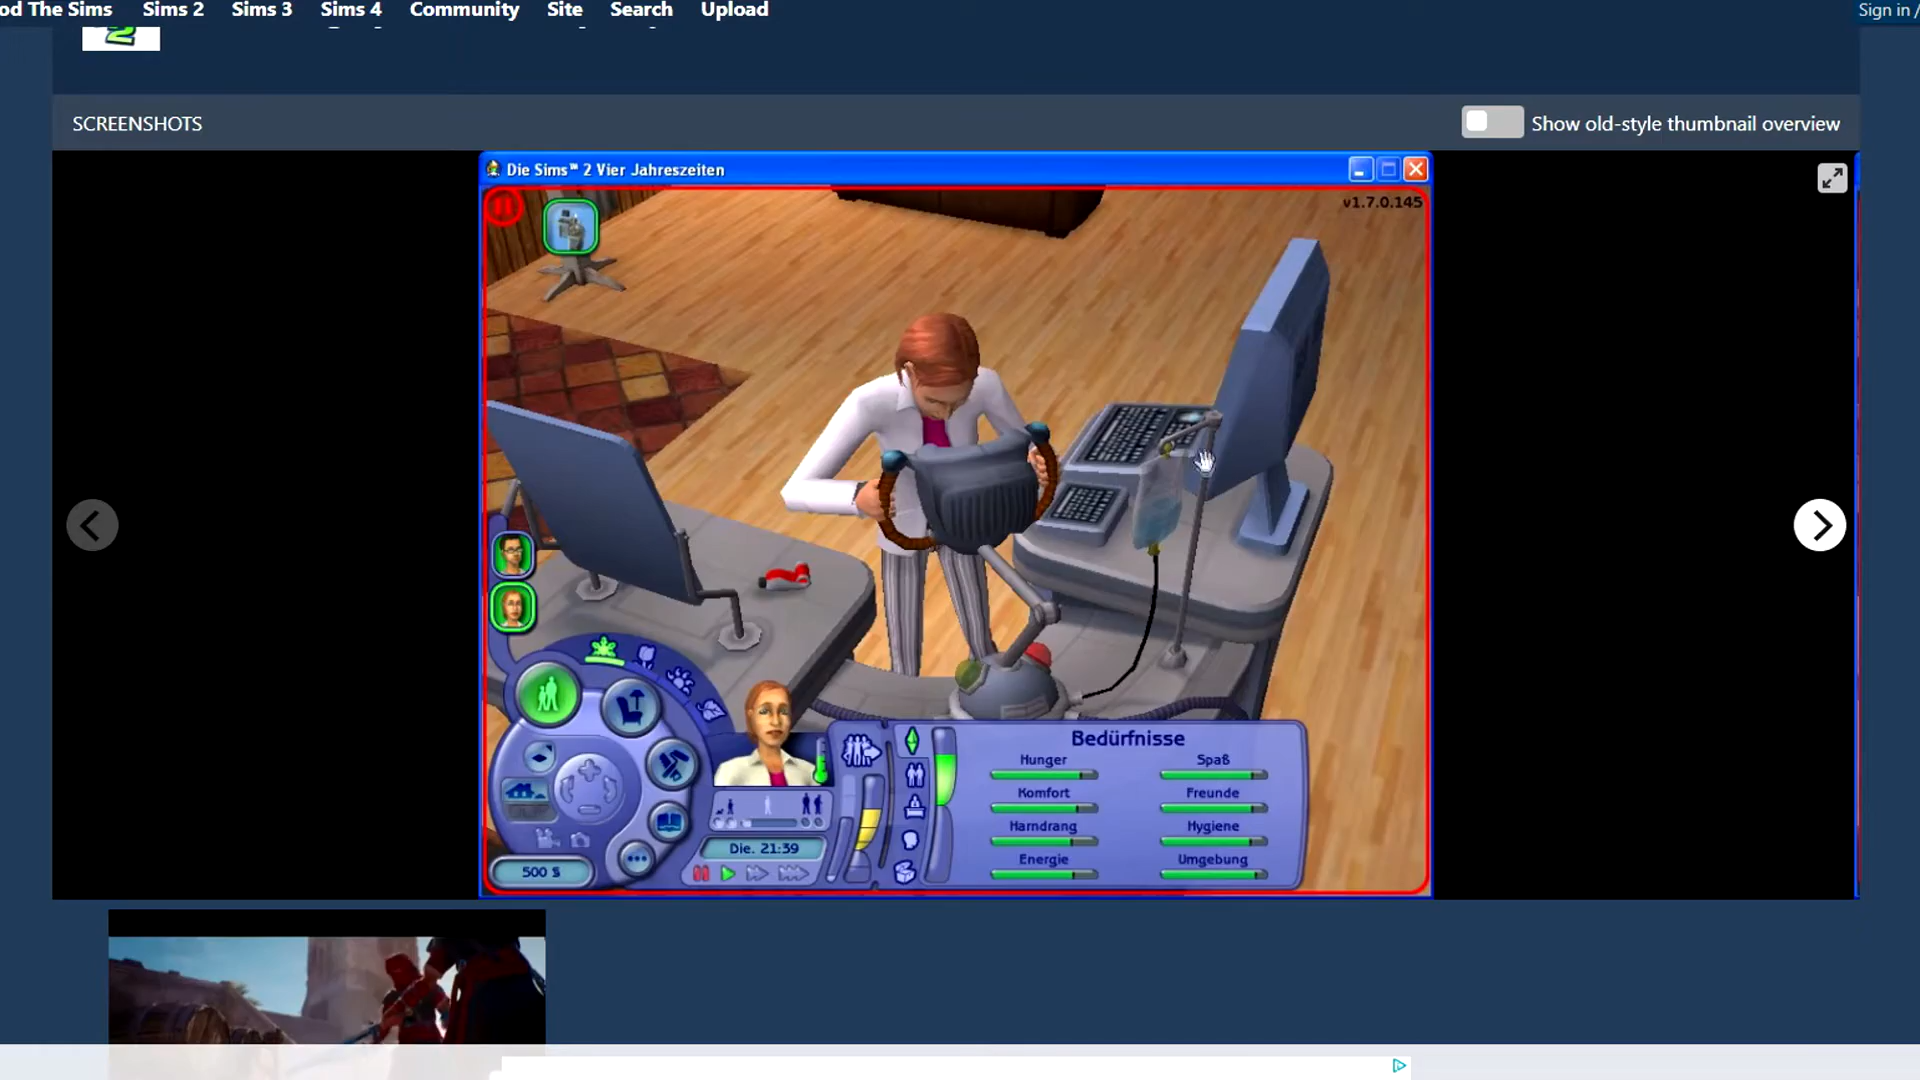 od The Sims Sims 2 Sims 3 Sims 4 Community Site Search Upload Sign in /
2
SCREENSHOTS
Show old-style thumbnail overview
Die Sims™ 2 Vier Jahreszeiten
v1.7.0.145
Bedürfnisse
Hunger Spaß
Komfort Freunde
Harndrang Hygiene
Energie Umgebung
Die. 21:39
500 §